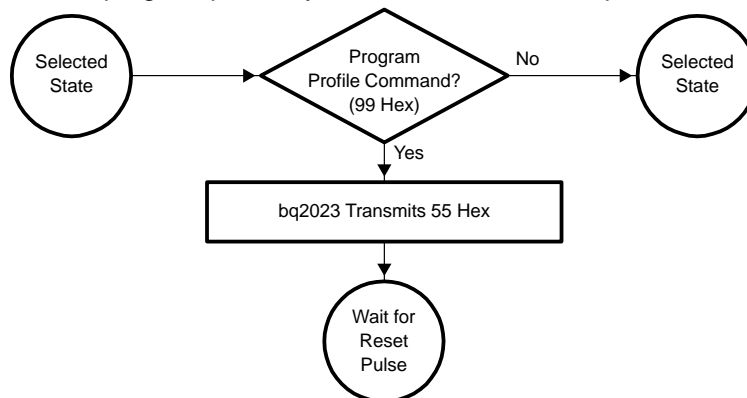 Selected
State
Program
Profile Command?
(99 Hex)
No
Selected
State
Yes
bq2023 Transmits 55 Hex
Wait for
Reset
Pulse